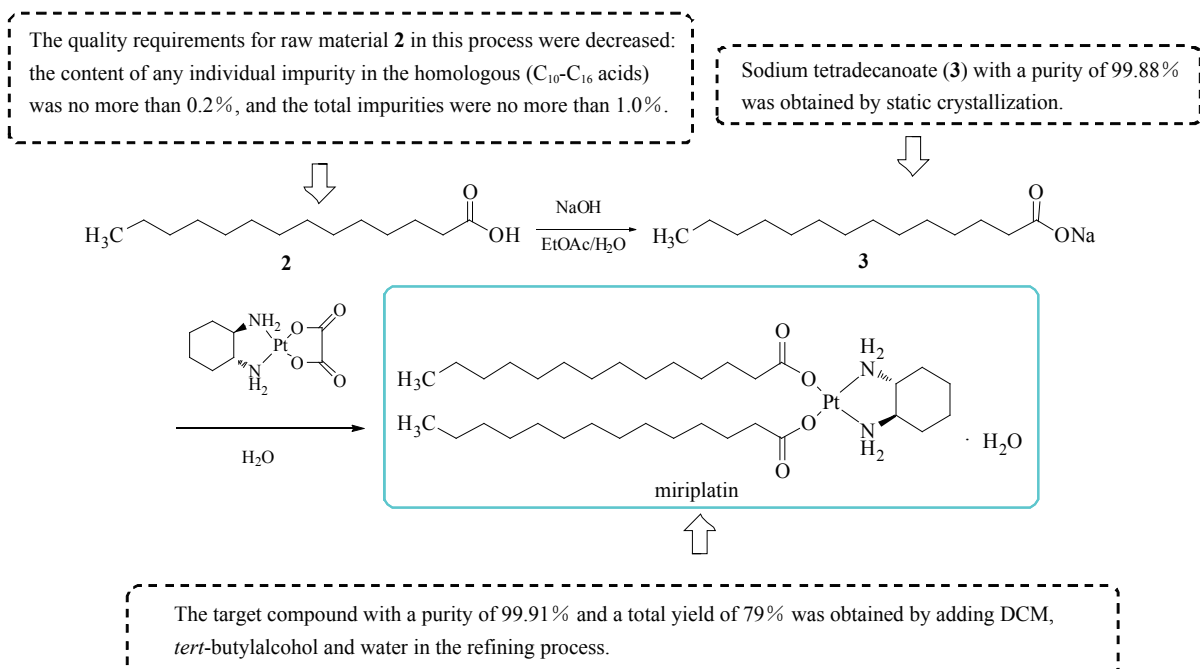 The quality requirements for raw material 2 in this process were decreased:
the content of any individual impurity in the homologous (C₁₀-C₁₆ acids)
was no more than 0.2%, and the total impurities were no more than 1.0%.
Sodium tetradecanoate (3) with a purity of 99.88%
was obtained by static crystallization.
H₃C
O
OH
2
NaOH
EtOAc/H₂O
H₃C
O
ONa
3
NH₂
N
H₂
Pt
O
O
O
O
H₂O
H₃C
O
O
H₃C
O
O
Pt
H₂
N
N
H₂
· H₂O
miriplatin
The target compound with a purity of 99.91% and a total yield of 79% was obtained by adding DCM,
tert-butylalcohol and water in the refining process.